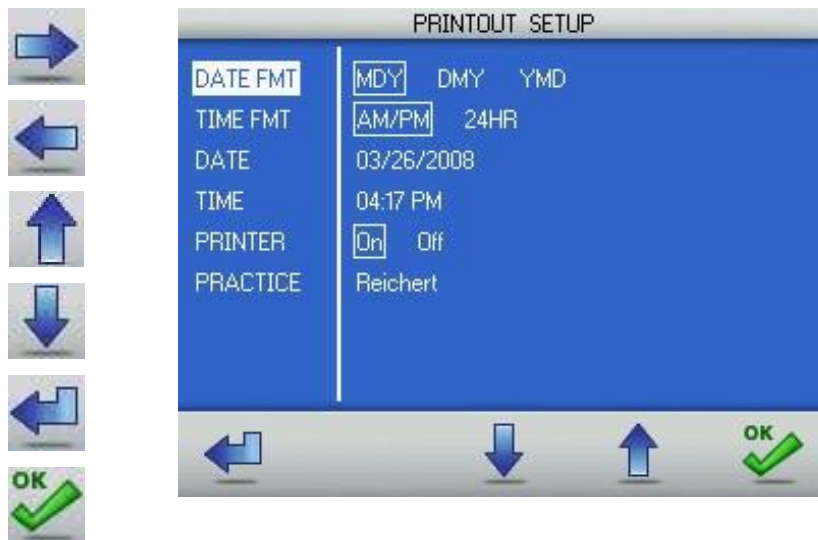 PRINTOUT SETUP
DATE FMT MDY DMY YMD
TIME FMT AM/PM 24HR
DATE 03/26/2008
TIME 04:17 PM
PRINTER On Off
PRACTICE Reichert
OK
OK